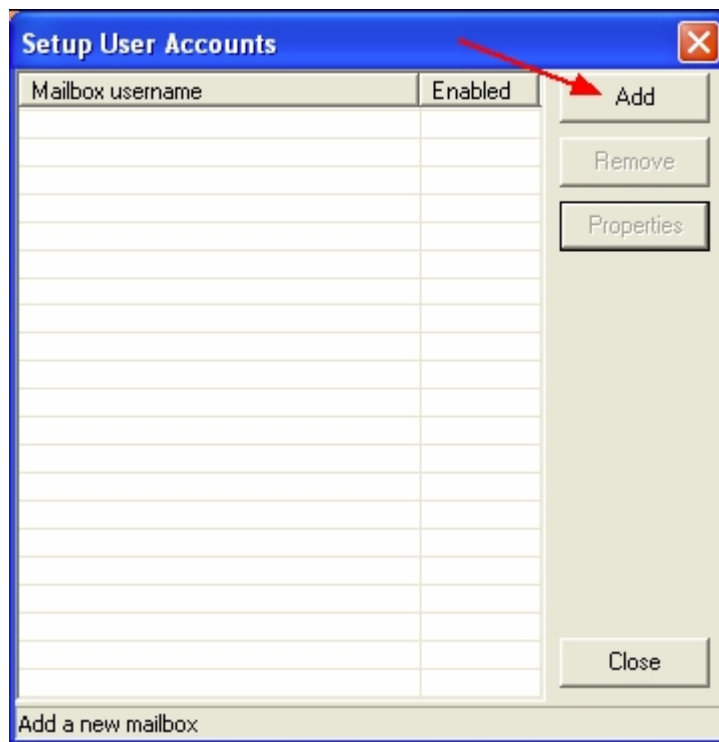 Setup User Accounts
Mailbox username Enabled
Add
Remove
Properties
Close
Add a new mailbox